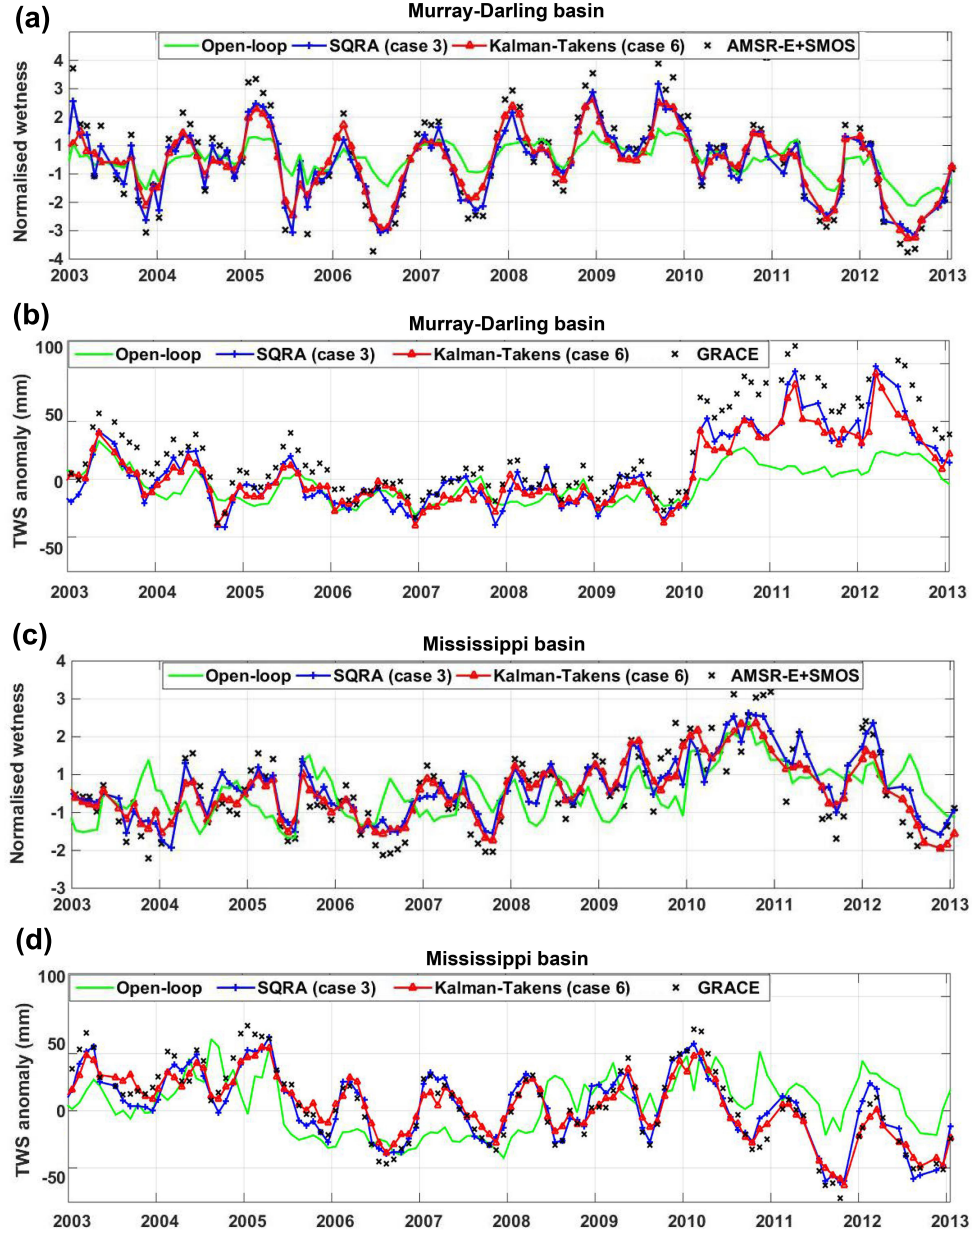 (a)
Murray-Darling basin
Open-loop SQRA (case 3) Kalman-Takens (case 6) AMSR-E+SMOS
Normalised wetness
4
3
2
1
-1
-2
-3
-4
2003 2004 2005 2006 2007 2008 2009 2010 2011 2012 2013
(b)
Murray-Darling basin
Open-loop SQRA (case 3) Kalman-Takens (case 6) GRACE
TWS anomaly (mm)
100
50
0
-50
2003 2004 2005 2006 2007 2008 2009 2010 2011 2012 2013
(c)
Mississippi basin
Open-loop SQRA (case 3) Kalman-Takens (case 6) AMSR-E+SMOS
Normalised wetness
4
3
2
1
-1
-2
-3
2003 2004 2005 2006 2007 2008 2009 2010 2011 2012 2013
(d)
Mississippi basin
Open-loop SQRA (case 3) Kalman-Takens (case 6) GRACE
TWS anomaly (mm)
100
50
0
-50
2003 2004 2005 2006 2007 2008 2009 2010 2011 2012 2013